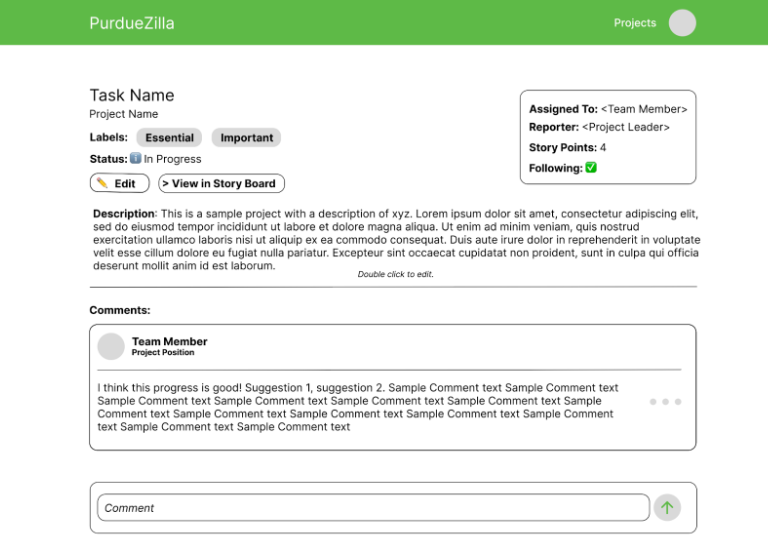 PurdueZilla
Projects
Task Name
Project Name
Labels: Essential Important
Status: ℹ️ In Progress
✏️ Edit
> View in Story Board
Assigned To: <Team Member>
Reporter: <Project Leader>
Story Points: 4
Following: ✅
Description: This is a sample project with a description of xyz. Lorem ipsum dolor sit amet, consectetur adipiscing elit,
sed do eiusmod tempor incididunt ut labore et dolore magna aliqua. Ut enim ad minim veniam, quis nostrud
exercitation ullamco laboris nisi ut aliquip ex ea commodo consequat. Duis aute irure dolor in reprehenderit in voluptate
velit esse cillum dolore eu fugiat nulla pariatur. Excepteur sint occaecat cupidatat non proident, sunt in culpa qui officia
deserunt mollit anim id est laborum.
Double click to edit.
Comments:
Team Member
Project Position
I think this progress is good! Suggestion 1, suggestion 2. Sample Comment text Sample Comment text
Sample Comment text Sample Comment text Sample Comment text Sample Comment text Sample
Comment text Sample Comment text Sample Comment text Sample Comment text Sample Comment
text Sample Comment text Sample Comment text
Comment